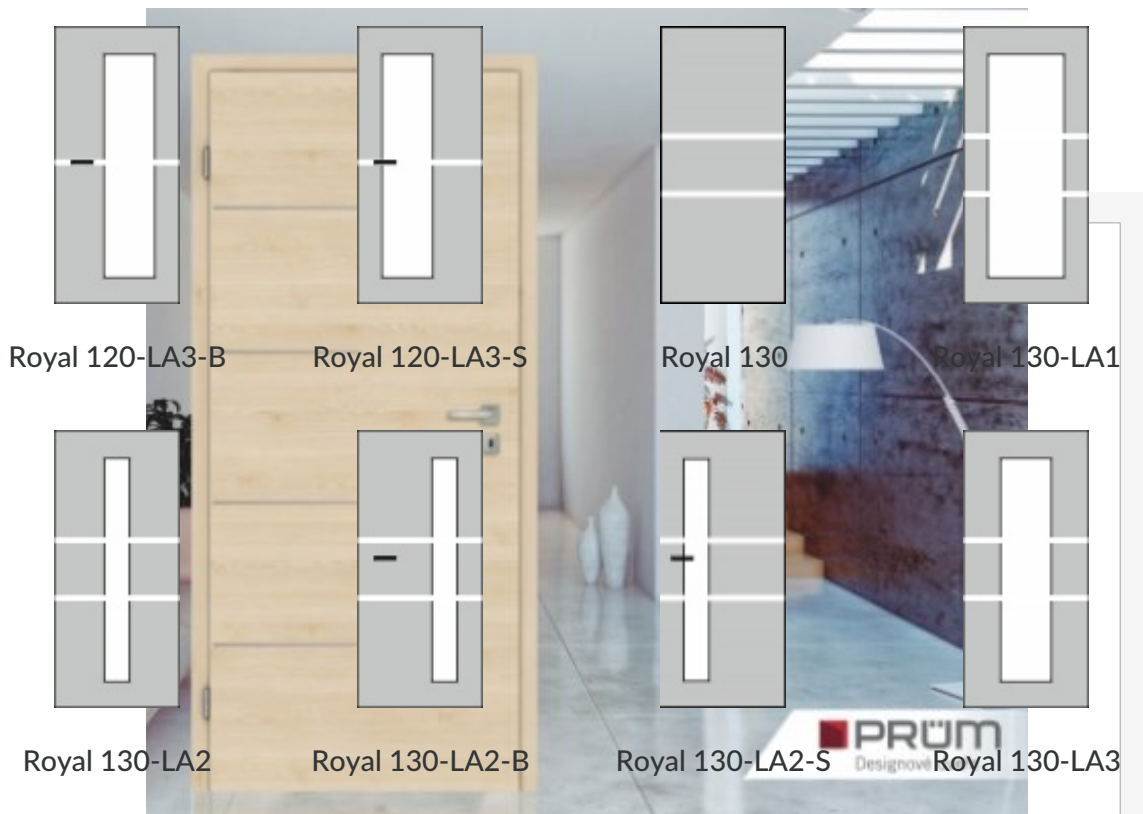 Royal 120-LA3-B
Royal 120-LA3-S
Royal 130
Royal 130-LA1
Royal 130-LA2
Royal 130-LA2-B
Royal 130-LA2-S
Royal 130-LA3
PRÜM
Designové